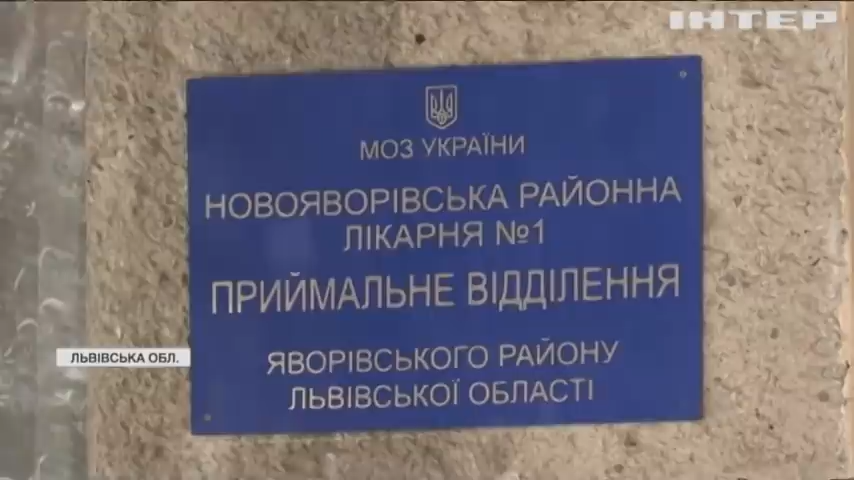 ІНТЕР
МОЗ УКРАЇНИ
НОВОЯВОРІВСЬКА РАЙОННА
ЛІКАРНЯ №1
ПРИЙМАЛЬНЕ ВІДДІЛЕННЯ
ЯВОРІВСЬКОГО РАЙОНУ
ЛЬВІВСЬКОЇ ОБЛАСТІ
ЛЬВІВСЬКА ОБЛ.